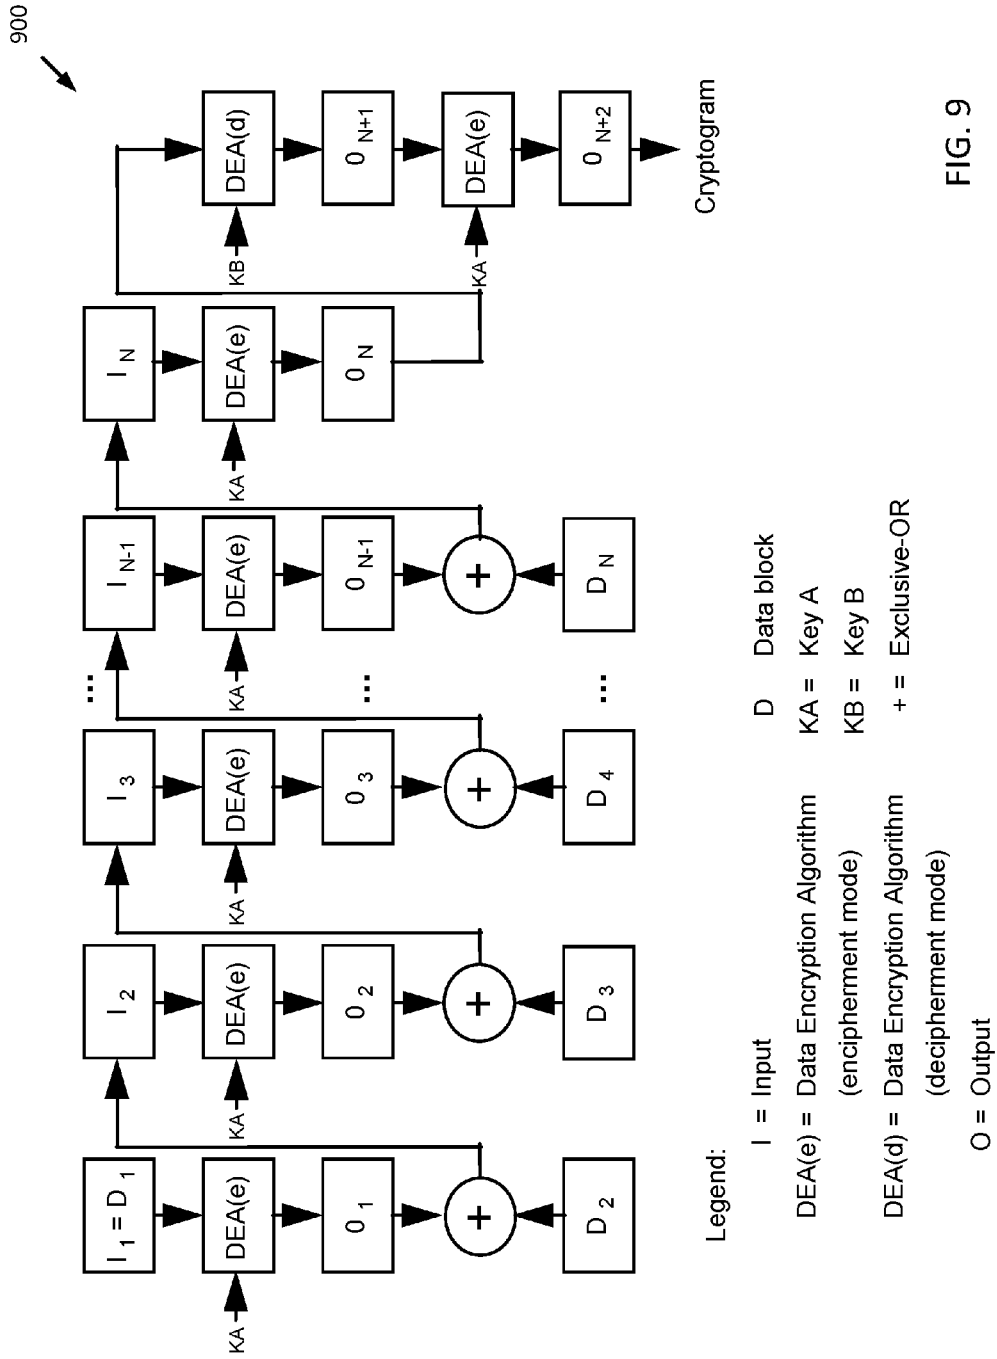 900
I 1 = D 1
I 2
I 3
...
I N-1
I N
KA
DEA(e)
KA
DEA(e)
KA
DEA(e)
KA
DEA(e)
KA
DEA(e)
KB
DEA(d)
0 1
0 2
0 3
...
0 N-1
0 N
0 N+1
+
+
+
+
KA
DEA(e)
D 2
D 3
D 4
...
D N
0 N+2
Cryptogram
Legend:
I = Input
DEA(e) = Data Encryption Algorithm
(encipherment mode)
DEA(d) = Data Encryption Algorithm
(decipherment mode)
O = Output
D Data block
KA = Key A
KB = Key B
+ = Exclusive-OR
FIG. 9